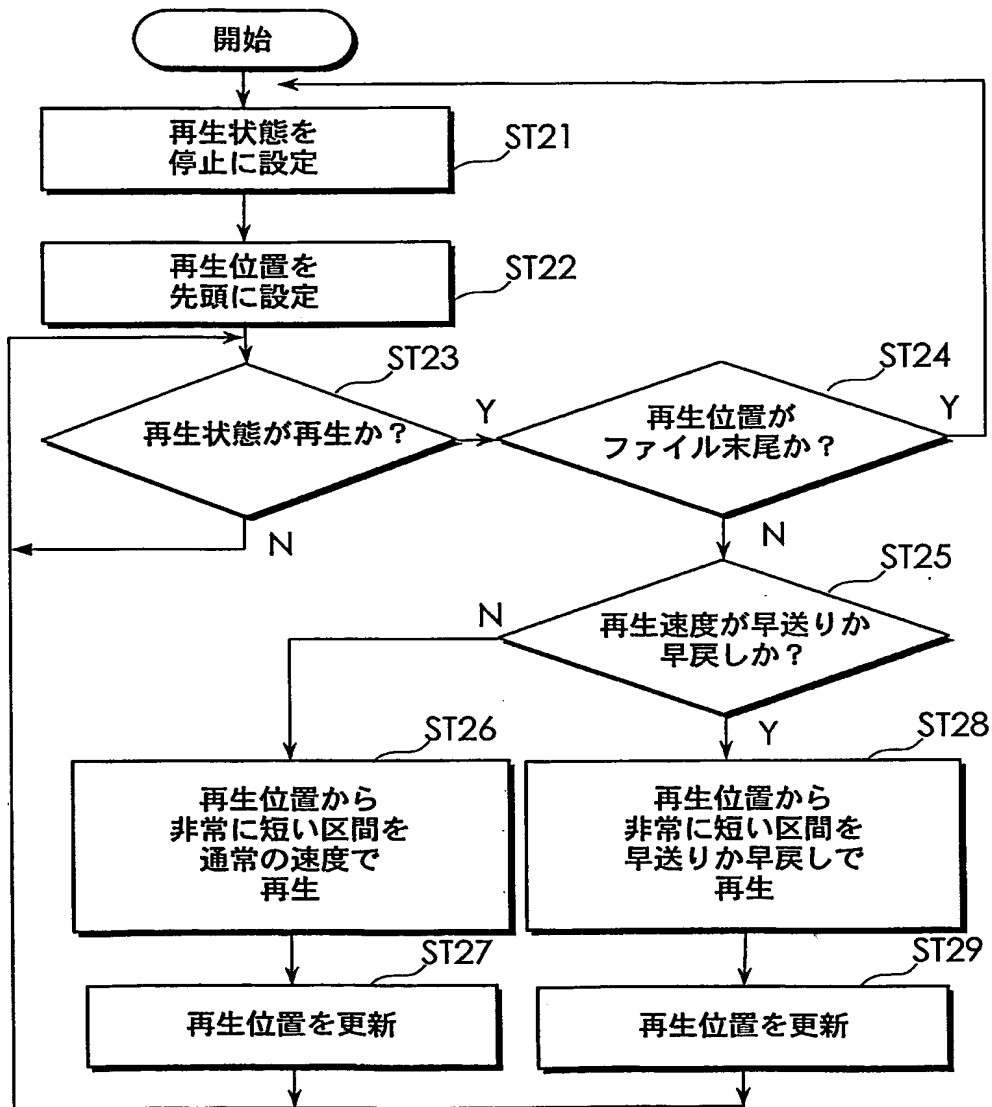 開始
再生状態を
停止に設定
ST21
再生位置を
先頭に設定
ST22
ST23
再生状態が再生か？
Y
N
ST24
再生位置が
ファイル末尾か？
Y
N
ST25
再生速度が早送りか
早戻しか？
N
Y
ST26
再生位置から
非常に短い区間を
通常の速度で
再生
ST28
再生位置から
非常に短い区間を
早送りか早戻しで
再生
ST27
再生位置を更新
ST29
再生位置を更新